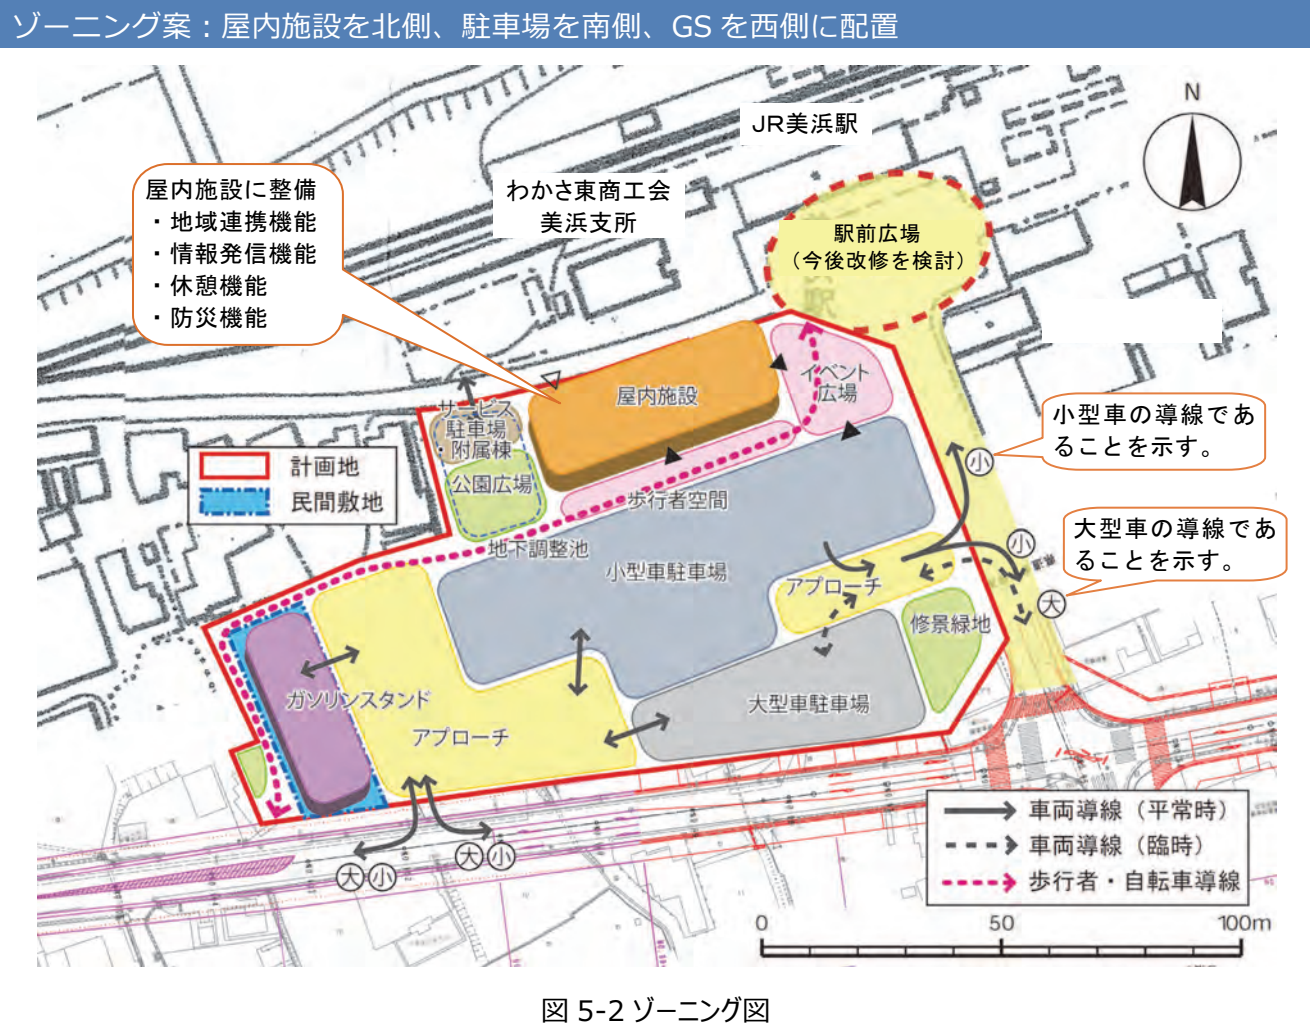 ゾーニング案：屋内施設を北側、駐車場を南側、GSを西側に配置
N
JR美浜駅
わかさ東商工会
美浜支所
屋内施設に整備
・地域連携機能
・情報発信機能
・休憩機能
・防災機能
駅前広場
（今後改修を検討）
イベント
広場
屋内施設
サービス
駐車場
・附属棟
公園広場
歩行者空間
地下調整池
小型車駐車場
小型車の導線であ
ることを示す。
小
大型車の導線であ
ることを示す。
小
大
計画地
民間敷地
アプローチ
修景緑地
ガソリンスタンド
アプローチ
大型車駐車場
大小
大小
車両導線（平常時）
車両導線（臨時）
歩行者・自転車導線
0 50 100m
図 5-2 ゾーニング図